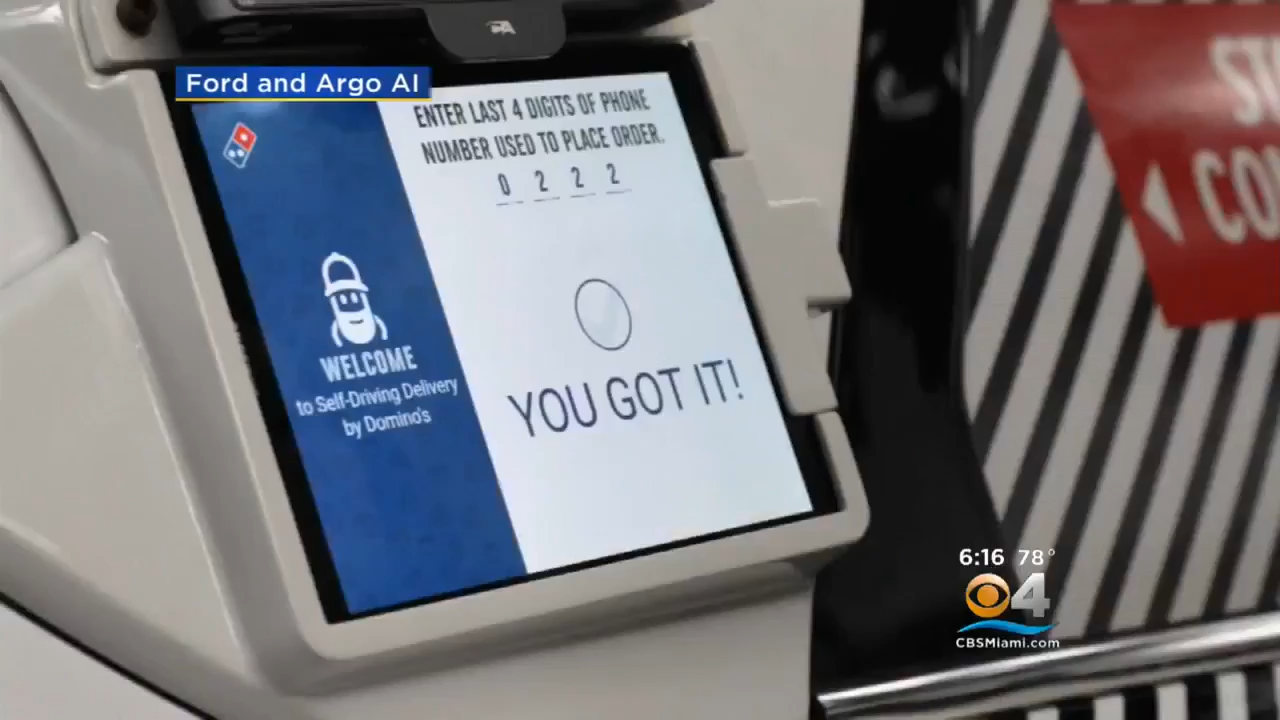 Ford and Argo AI
ENTER LAST 4 DIGITS OF PHONE
NUMBER USED TO PLACE ORDER.
0 2 2 2
YOU GOT IT!
WELCOME
to Self-Driving Delivery
by Domino's
6:16 78°
4
CBSMiami.com